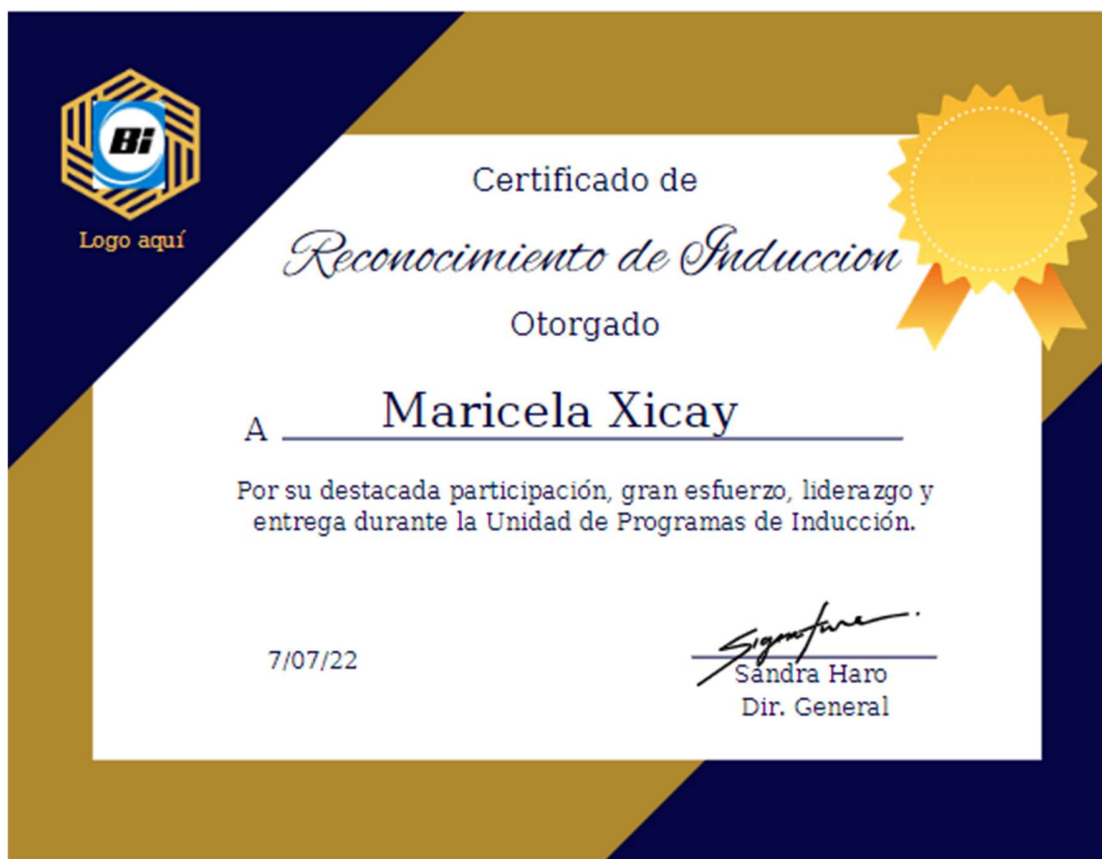 Bi
Logo aquí
Certificado de
Reconocimiento de Induccion
Otorgado
A Maricela Xicay
Por su destacada participación, gran esfuerzo, liderazgo y
entrega durante la Unidad de Programas de Inducción.
7/07/22
Signature
Sandra Haro
Dir. General